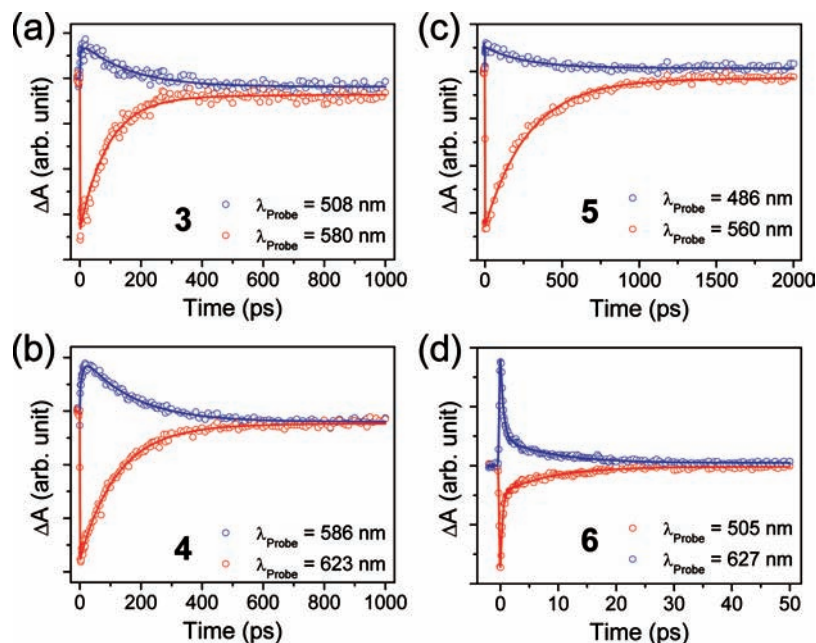 (a)
ΔA (arb. unit)
3
λProbe = 508 nm
λProbe = 580 nm
0 200 400 600 800 1000
Time (ps)
(c)
ΔA (arb. unit)
5
λProbe = 486 nm
λProbe = 560 nm
0 500 1000 1500 2000
Time (ps)
(b)
ΔA (arb. unit)
4
λProbe = 586 nm
λProbe = 623 nm
0 200 400 600 800 1000
Time (ps)
(d)
ΔA (arb. unit)
6
λProbe = 505 nm
λProbe = 627 nm
0 10 20 30 40 50
Time (ps)